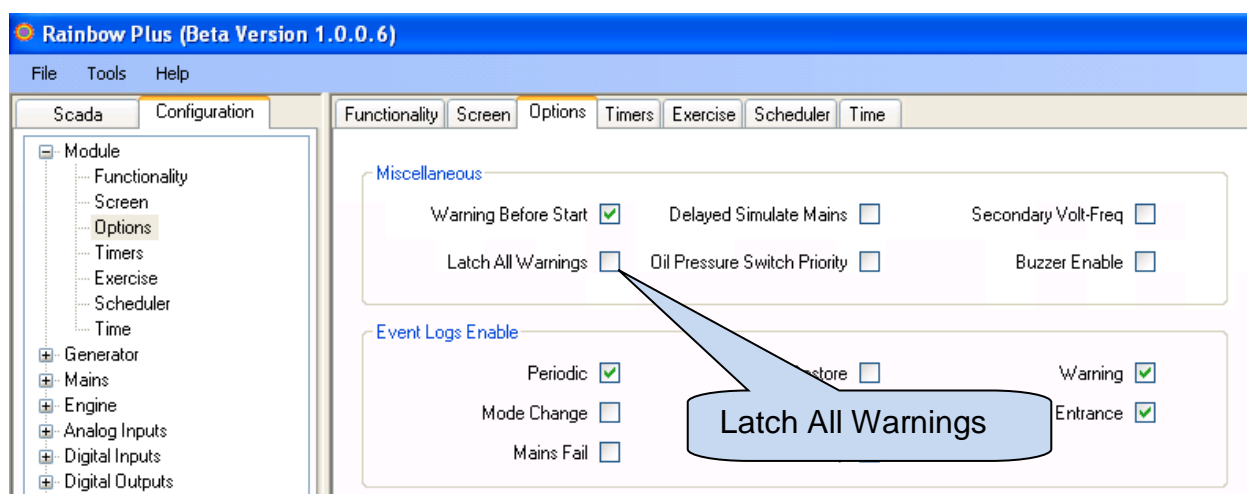 Rainbow Plus (Beta Version 1.0.0.6)
File Tools Help
Scada Configuration
Module
Functionality
Screen
Options
Timers
Exercise
Scheduler
Time
Generator
Mains
Engine
Analog Inputs
Digital Inputs
Digital Outputs
Functionality Screen Options Timers Exercise Scheduler Time
Miscellaneous
Warning Before Start Delayed Simulate Mains Secondary Volt-Freq
Latch All Warnings Oil Pressure Switch Priority Buzzer Enable
Event Logs Enable
Periodic Warning
Mode Change Entrance
Mains Fail
Latch All Warnings